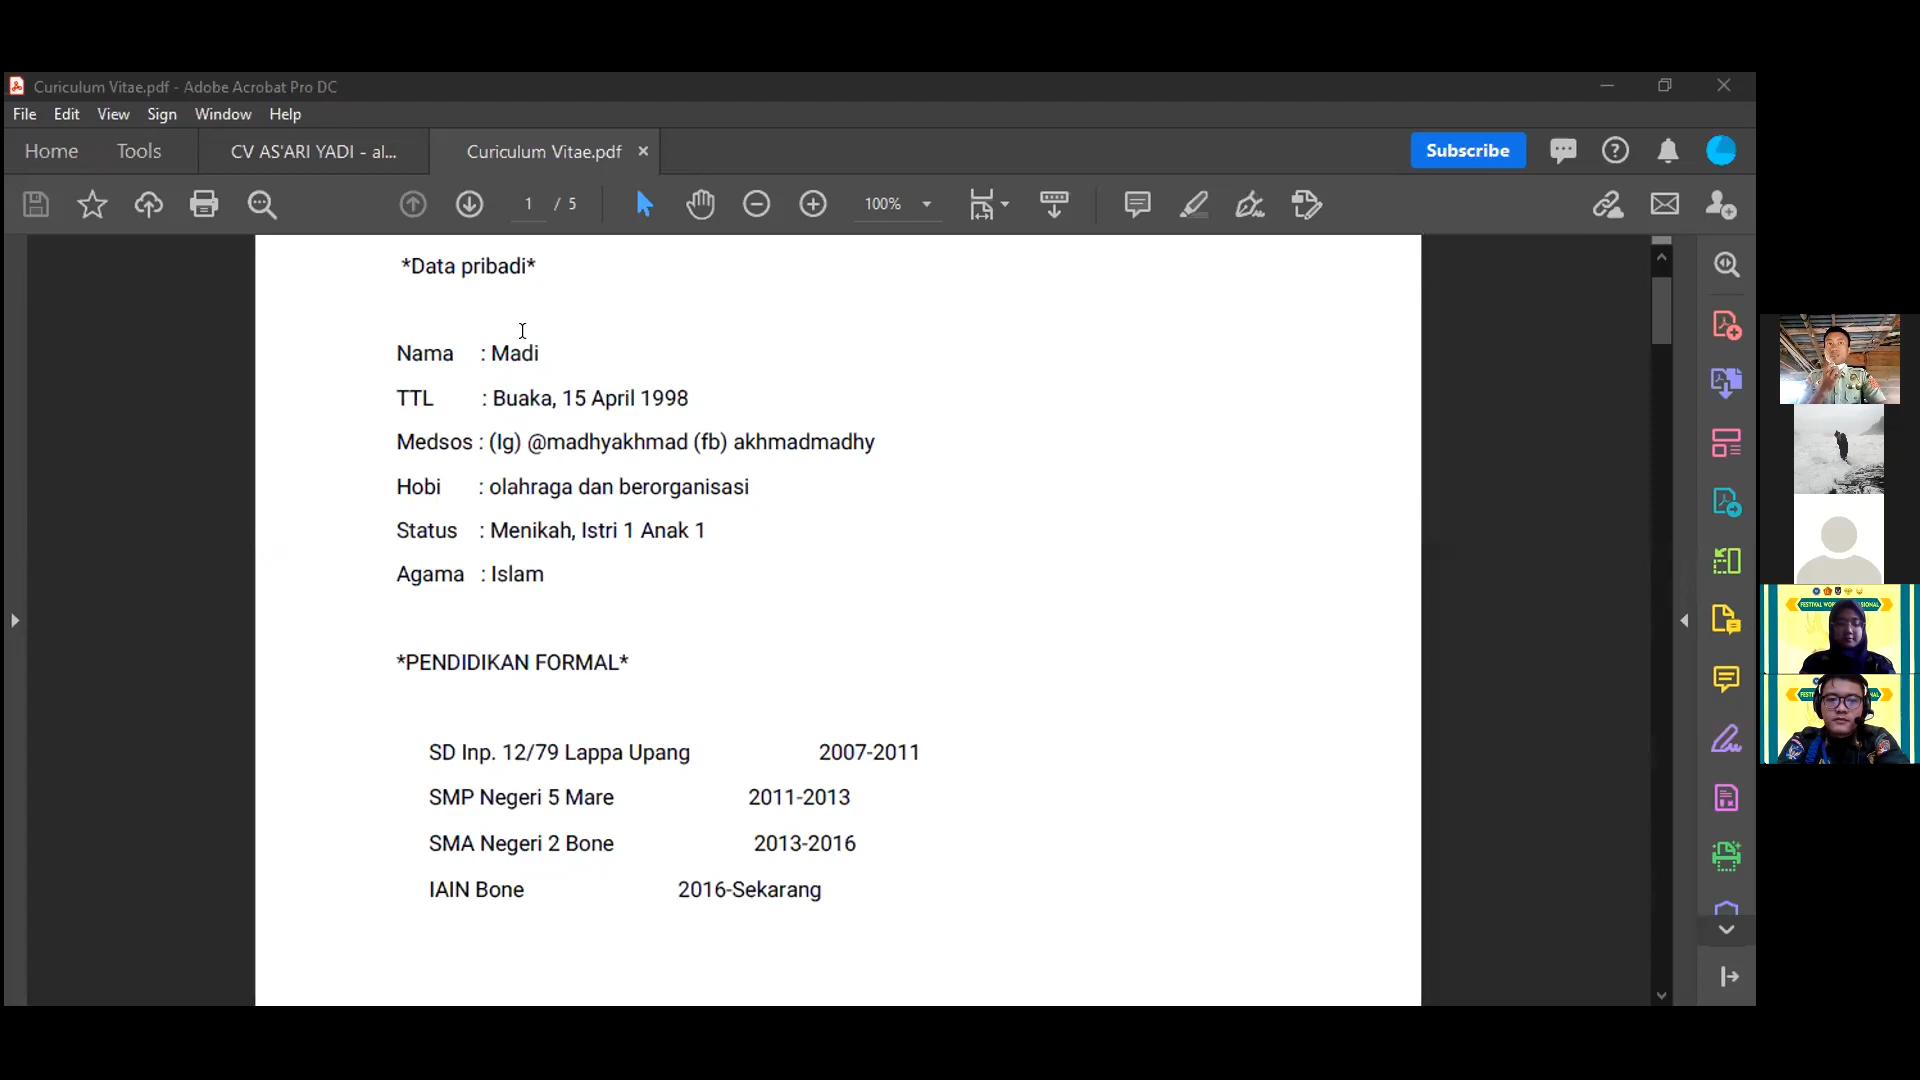 Curiculum Vitae.pdf - Adobe Acrobat Pro DC
File Edit View Sign Window Help
Home Tools CV AS'ARI YADI - al... Curiculum Vitae.pdf Subscribe
1 / 5 100%
*Data pribadi*
Nama : Madi
TTL : Buaka, 15 April 1998
Medsos : (Ig) @madhyakhmad (fb) akhmadmadhy
Hobi : olahraga dan berorganisasi
Status : Menikah, Istri 1 Anak 1
Agama : Islam
*PENDIDIKAN FORMAL*
SD Inp. 12/79 Lappa Upang 2007-2011
SMP Negeri 5 Mare 2011-2013
SMA Negeri 2 Bone 2013-2016
IAIN Bone 2016-Sekarang
FESTIVAL